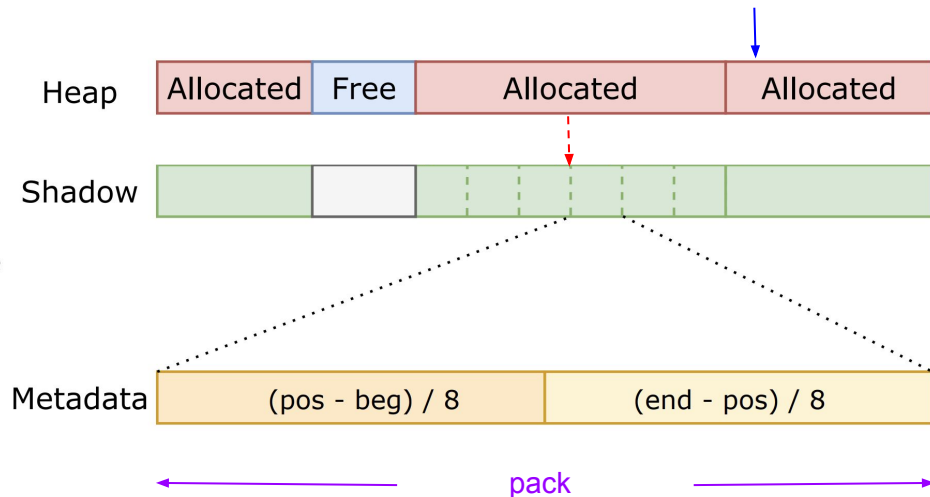 Heap
Allocated
Free
Allocated
Allocated
Shadow
Metadata
(pos - beg) / 8
(end - pos) / 8
pack